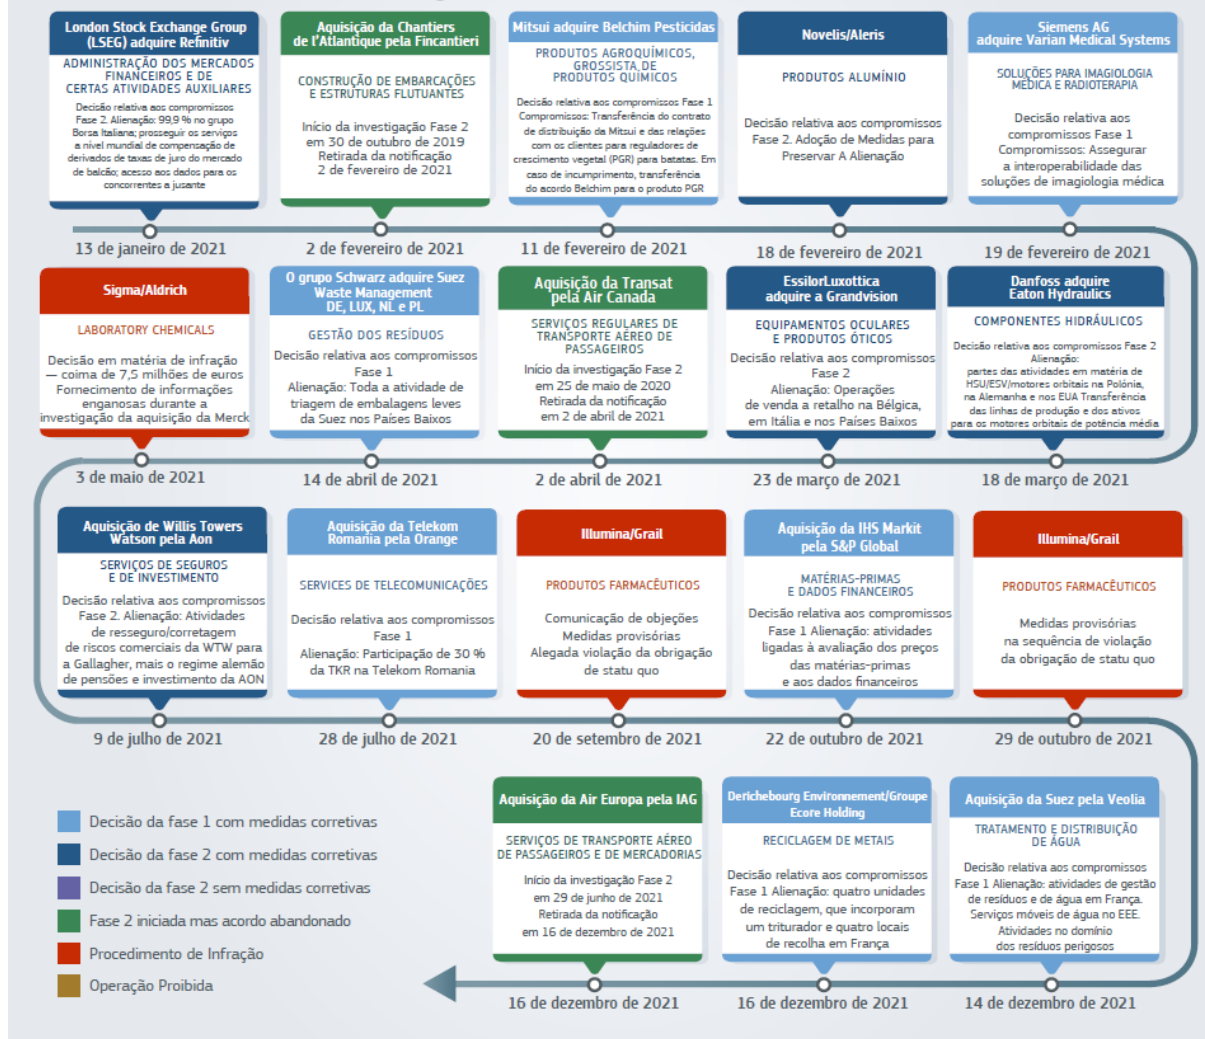 London Stock Exchange Group
(LSEG) adquire Refinitiv
ADMINISTRAÇÃO DOS MERCADOS
FINANCEIROS E DE
CERTAS ATIVIDADES AUXILIARES
Decisão relativa aos compromissos
Fase 2. Alienação: 99,9 % no grupo
Borsa Italiana; prosseguir os serviços
a nível mundial de compensação de
derivados de taxas de juro do mercado
de balcão; acesso aos dados para os
concorrentes a jusante
13 de janeiro de 2021
Aquisição da Chantiers
de l'Atlantique pela Fincantieri
CONSTRUÇÃO DE EMBARCAÇÕES
E ESTRUTURAS FLUTUANTES
Início da investigação Fase 2
em 30 de outubro de 2019
Retirada da notificação
2 de fevereiro de 2021
2 de fevereiro de 2021
Mitsui adquire Belchim Pesticidas
PRODUTOS AGROQUÍMICOS,
GROSSISTA DE
PRODUTOS QUÍMICOS
Decisão relativa aos compromissos Fase 1
Compromissos: Transferência do contrato
de distribuição da Mitsui e das relações
com os clientes para reguladores de
crescimento vegetal (PGR) para batatas. Em
caso de incumprimento, transferência
do acordo Belchim para o produto PGR
11 de fevereiro de 2021
Novelis/Aleris
PRODUTOS ALUMÍNIO
Decisão relativa aos compromissos
Fase 2. Adoção de Medidas para
Preservar A Alienação
18 de fevereiro de 2021
Siemens AG
adquire Varian Medical Systems
SOLUÇÕES PARA IMAGIOLOGIA
MÉDICA E RADIOTERAPIA
Decisão relativa aos
compromissos Fase 1
Compromissos: Assegurar
a interoperabilidade das
soluções de imagiologia médica
19 de fevereiro de 2021
Sigma/Aldrich
LABORATORY CHEMICALS
Decisão em matéria de infração
— coima de 7,5 milhões de euros
Fornecimento de informações
enganosas durante a
investigação da aquisição da Merck
3 de maio de 2021
O grupo Schwarz adquire Suez
Waste Management
DE, LUX, NL e PL
GESTÃO DOS RESÍDUOS
Decisão relativa aos compromissos
Fase 1
Alienação: Toda a atividade de
triagem de embalagens leves
da Suez nos Países Baixos
14 de abril de 2021
Aquisição da Transat
pela Air Canada
SERVIÇOS REGULARES DE
TRANSPORTE AÉREO DE
PASSAGEIROS
Início da investigação Fase 2
em 25 de maio de 2020
Retirada da notificação
em 2 de abril de 2021
2 de abril de 2021
EssilorLuxottica
adquire a Grandvision
EQUIPAMENTOS OCULARES
E PRODUTOS ÓTICOS
Decisão relativa aos compromissos
Fase 2
Alienação: Operações
de venda a retalho na Bélgica,
em Itália e nos Países Baixos
23 de março de 2021
Danfoss adquire
Eaton Hydraulics
COMPONENTES HIDRÁULICOS
Decisão relativa aos compromissos Fase 2
Alienação:
partes das atividades em matéria de
HSU/ESV/motores orbitais na Polónia,
na Alemanha e nos EUA Transferência
das linhas de produção e dos ativos
para os motores orbitais de potência média
18 de março de 2021
Aquisição de Willis Towers
Watson pela Aon
SERVIÇOS DE SEGUROS
E DE INVESTIMENTO
Decisão relativa aos compromissos
Fase 2. Alienação: Atividades
de resseguro/corretagem
de riscos comerciais da WTW para
a Gallagher, mais o regime alemão
de pensões e investimento da AON
9 de julho de 2021
Aquisição da Telekom
Romania pela Orange
SERVICES DE TELECOMUNICAÇÕES
Decisão relativa aos compromissos
Fase 1
Alienação: Participação de 30 %
da TKR na Telekom Romania
28 de julho de 2021
Illumina/Grail
PRODUTOS FARMACÊUTICOS
Comunicação de objeções
Medidas provisórias
Alegada violação da obrigação
de statu quo
20 de setembro de 2021
Aquisição da IHS Markit
pela S&P Global
MATÉRIAS-PRIMAS
E DADOS FINANCEIROS
Decisão relativa aos compromissos
Fase 1 Alienação: atividades
ligadas à avaliação dos preços
das matérias-primas
e aos dados financeiros
22 de outubro de 2021
Illumina/Grail
PRODUTOS FARMACÊUTICOS
Medidas provisórias
na sequência de violação
da obrigação de statu quo
29 de outubro de 2021
Aquisição da Air Europa pela IAG
SERVIÇOS DE TRANSPORTE AÉREO
DE PASSAGEIROS E DE MERCADORIAS
Início da investigação Fase 2
em 29 de junho de 2021
Retirada da notificação
em 16 de dezembro de 2021
16 de dezembro de 2021
Derichebourg Environnement/Groupe
Ecore Holding
RECICLAGEM DE METAIS
Decisão relativa aos compromissos
Fase 1 Alienação: quatro unidades
de reciclagem, que incorporam
um triturador e quatro locais
de recolha em França
16 de dezembro de 2021
Aquisição da Suez pela Veolia
TRATAMENTO E DISTRIBUIÇÃO
DE ÁGUA
Decisão relativa aos compromissos
Fase 1 Alienação: atividades de gestão
de resíduos e de água em França.
Serviços móveis de água no EEE.
Atividades no domínio
dos resíduos perigosos
14 de dezembro de 2021
Decisão da fase 1 com medidas corretivas
Decisão da fase 2 com medidas corretivas
Decisão da fase 2 sem medidas corretivas
Fase 2 iniciada mas acordo abandonado
Procedimento de Infração
Operação Proibida